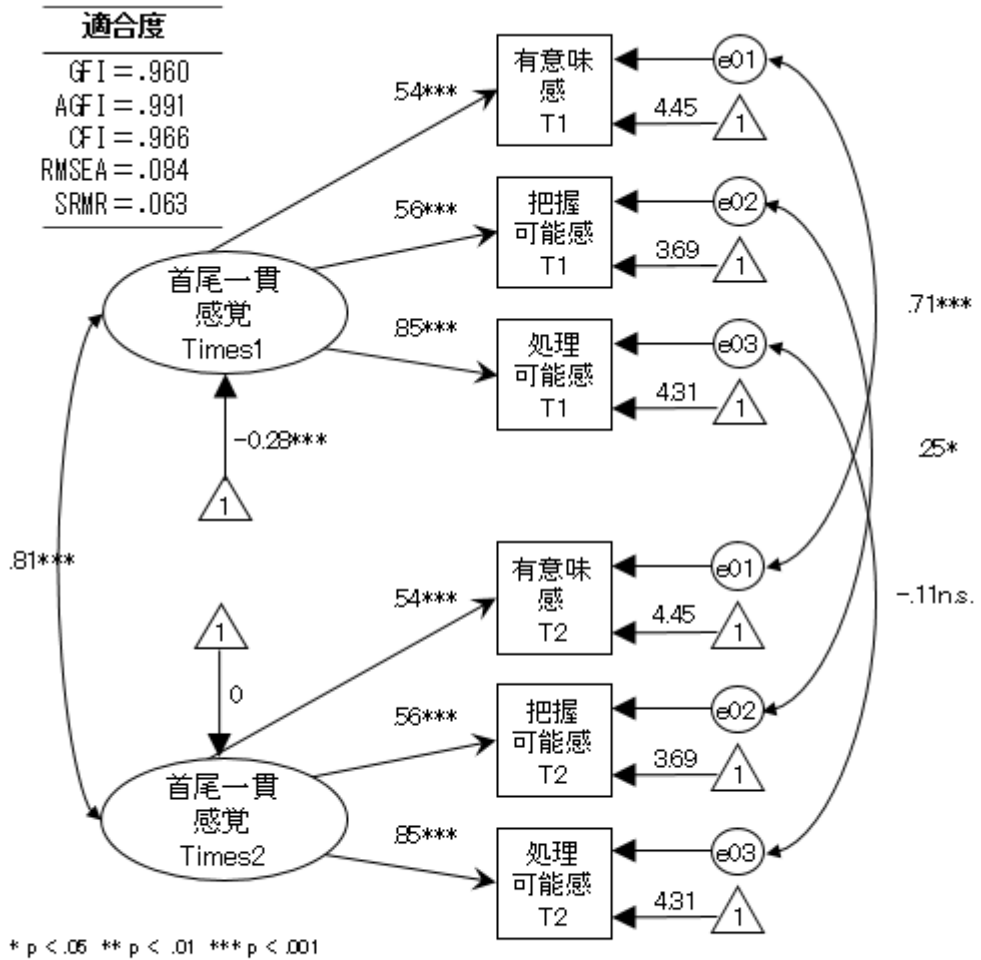 適合度
GFI＝.960
AGFI＝.991
CFI＝.966
RMSEA＝.084
SRMR＝.063
有意味
感
T1
e01
.54***
4.45
1
把握
可能感
T1
e02
.56***
3.69
1
首尾一貫
感覚
Times1
処理
可能感
T1
e03
.85***
4.31
1
.71***
-0.28***
1
.25*
.81***
有意味
感
T2
e01
.54***
4.45
1
-.11n.s.
1
0
把握
可能感
T2
e02
.56***
3.69
1
首尾一貫
感覚
Times2
処理
可能感
T2
e03
.85***
4.31
1
* p < .05 ** p < .01 *** p < .001